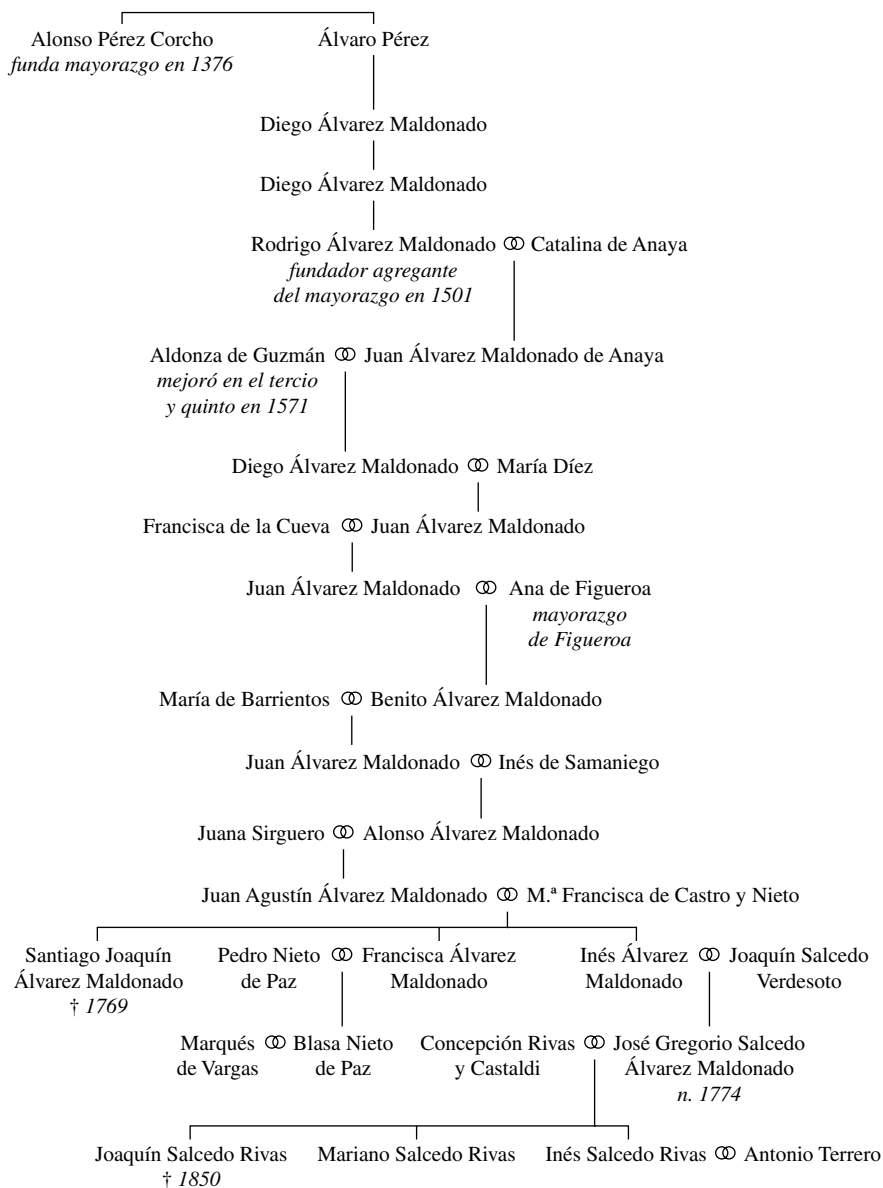 Alonso Pérez Corcho
funda mayorazgo en 1376
Álvaro Pérez
Diego Álvarez Maldonado
Diego Álvarez Maldonado
Rodrigo Álvarez Maldonado Catalina de Anaya
fundador agregante
del mayorazgo en 1501
Aldonza de Guzmán Juan Álvarez Maldonado de Anaya
mejoró en el tercio
y quinto en 1571
Diego Álvarez Maldonado María Díez
Francisca de la Cueva Juan Álvarez Maldonado
Juan Álvarez Maldonado Ana de Figueroa
mayorazgo
de Figueroa
María de Barrientos Benito Álvarez Maldonado
Juan Álvarez Maldonado Inés de Samaniego
Juana Sirguero Alonso Álvarez Maldonado
Juan Agustín Álvarez Maldonado M.ª Francisca de Castro y Nieto
Santiago Joaquín
Álvarez Maldonado
† 1769
Pedro Nieto
de Paz
Francisca Álvarez
Maldonado
Inés Álvarez
Maldonado
Joaquín Salcedo
Verdesoto
Marqués
de Vargas
Blasa Nieto
de Paz
Concepción Rivas
y Castaldi
José Gregorio Salcedo
Álvarez Maldonado
n. 1774
Joaquín Salcedo Rivas
† 1850
Mariano Salcedo Rivas
Inés Salcedo Rivas Antonio Terrero